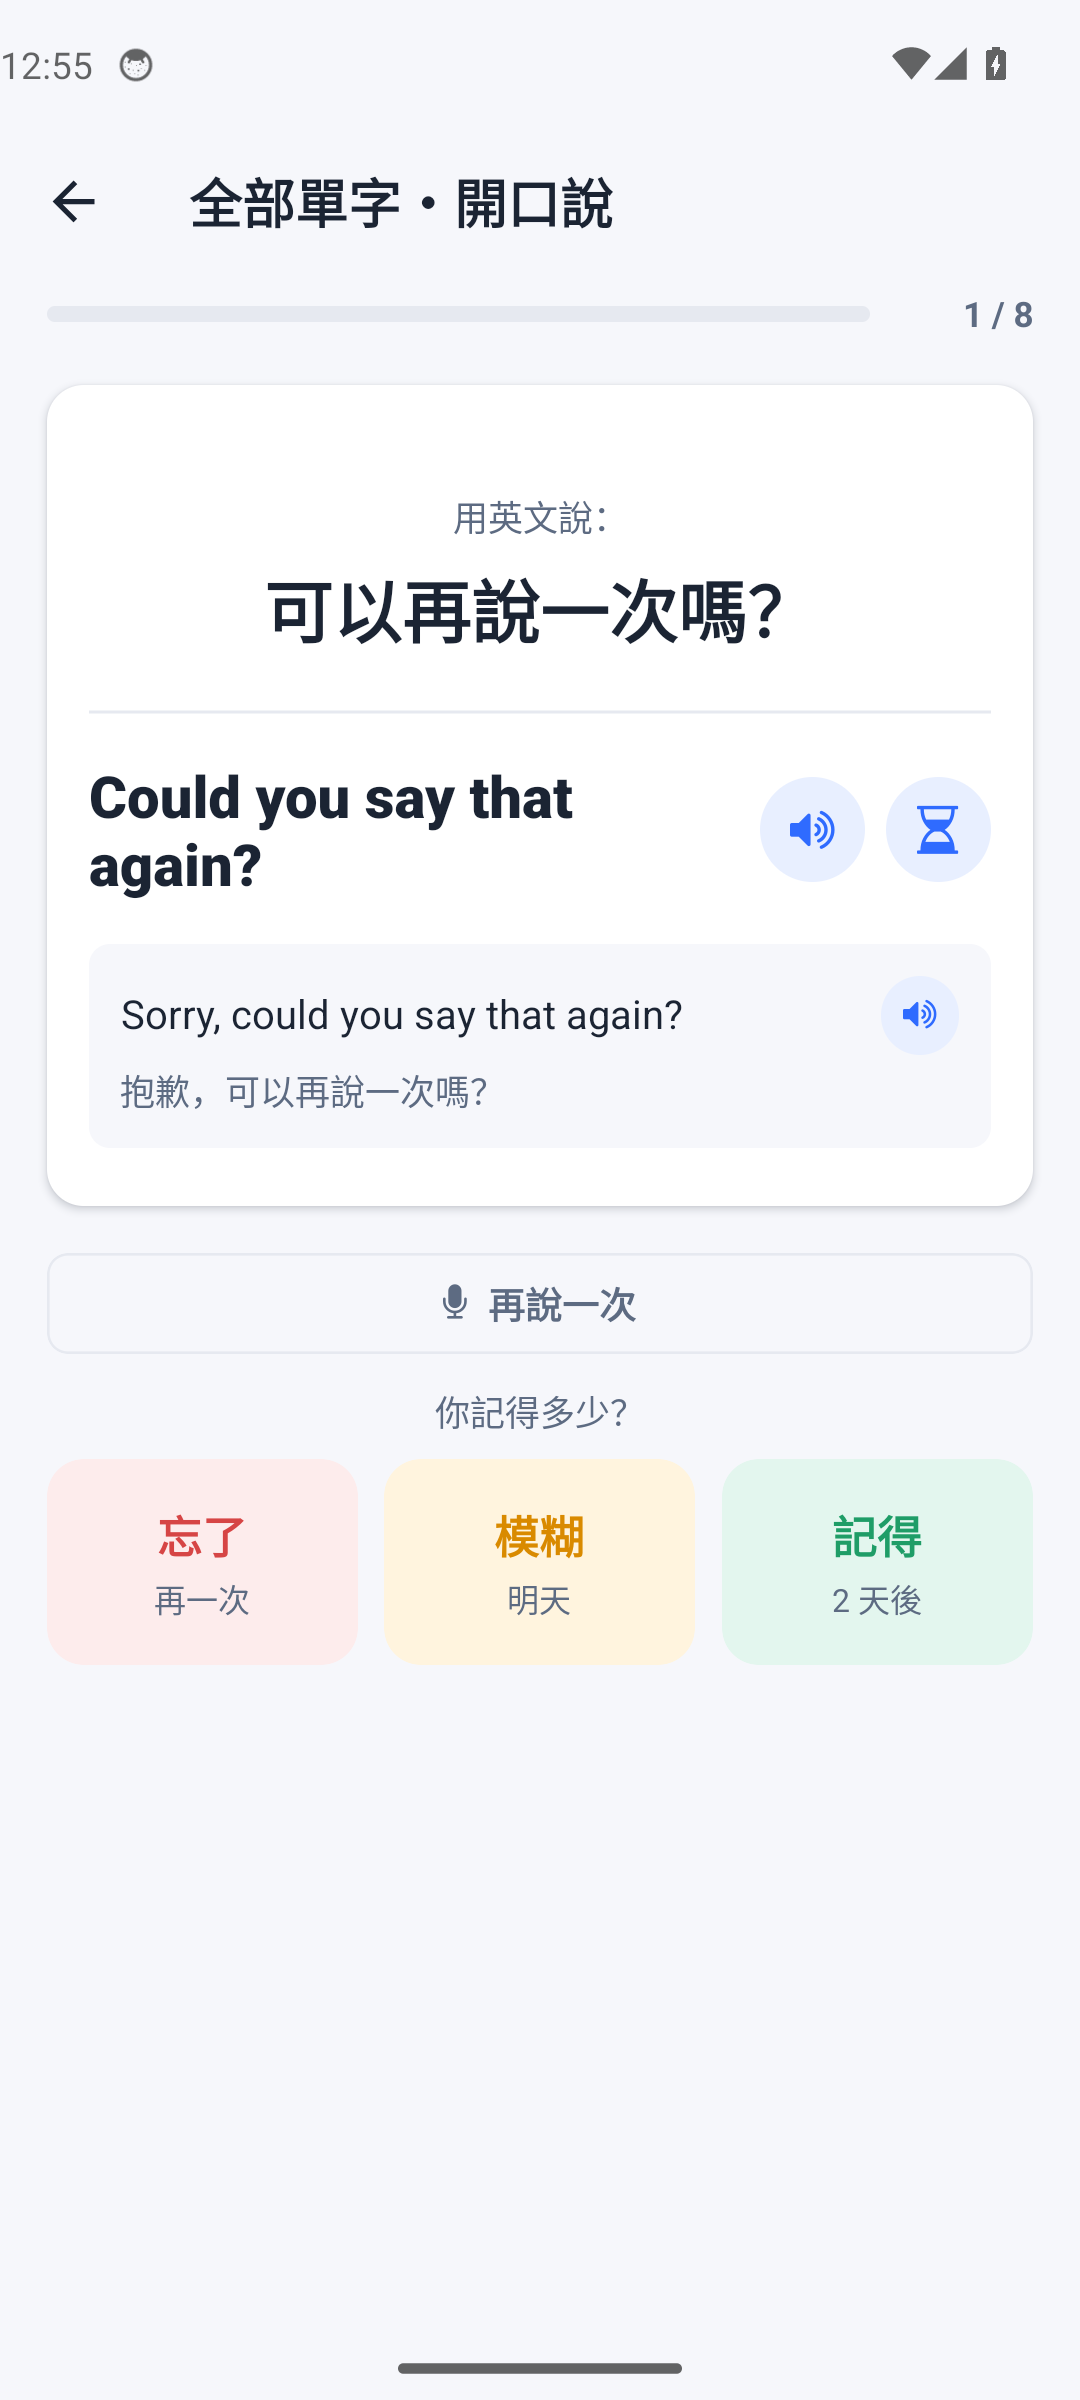 12:55
全部單字・開口說
1 / 8
用英文說：
可以再說一次嗎？
Could you say that
again?
Sorry, could you say that again?
抱歉，可以再說一次嗎？
再說一次
你記得多少？
忘了
再一次
模糊
明天
記得
2 天後